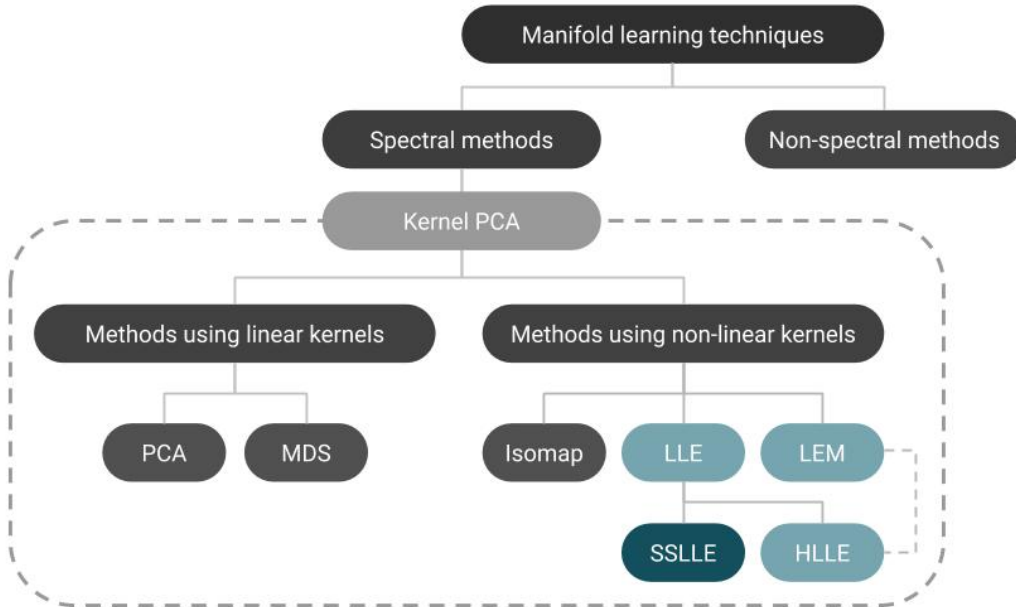 Manifold learning techniques
Spectral methods
Non-spectral methods
Kernel PCA
Methods using linear kernels
Methods using non-linear kernels
PCA
MDS
Isomap
LLE
LEM
SSLLE
HLLE